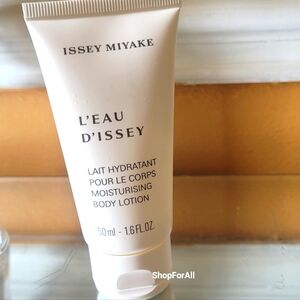 ISSEY MIYAKE
L'EAU
D'ISSEY
LAIT HYDRATANT
POUR LE CORPS
MOISTURISING
BODY LOTION
50 ml - 1.6 FL.OZ.
ShopForAll